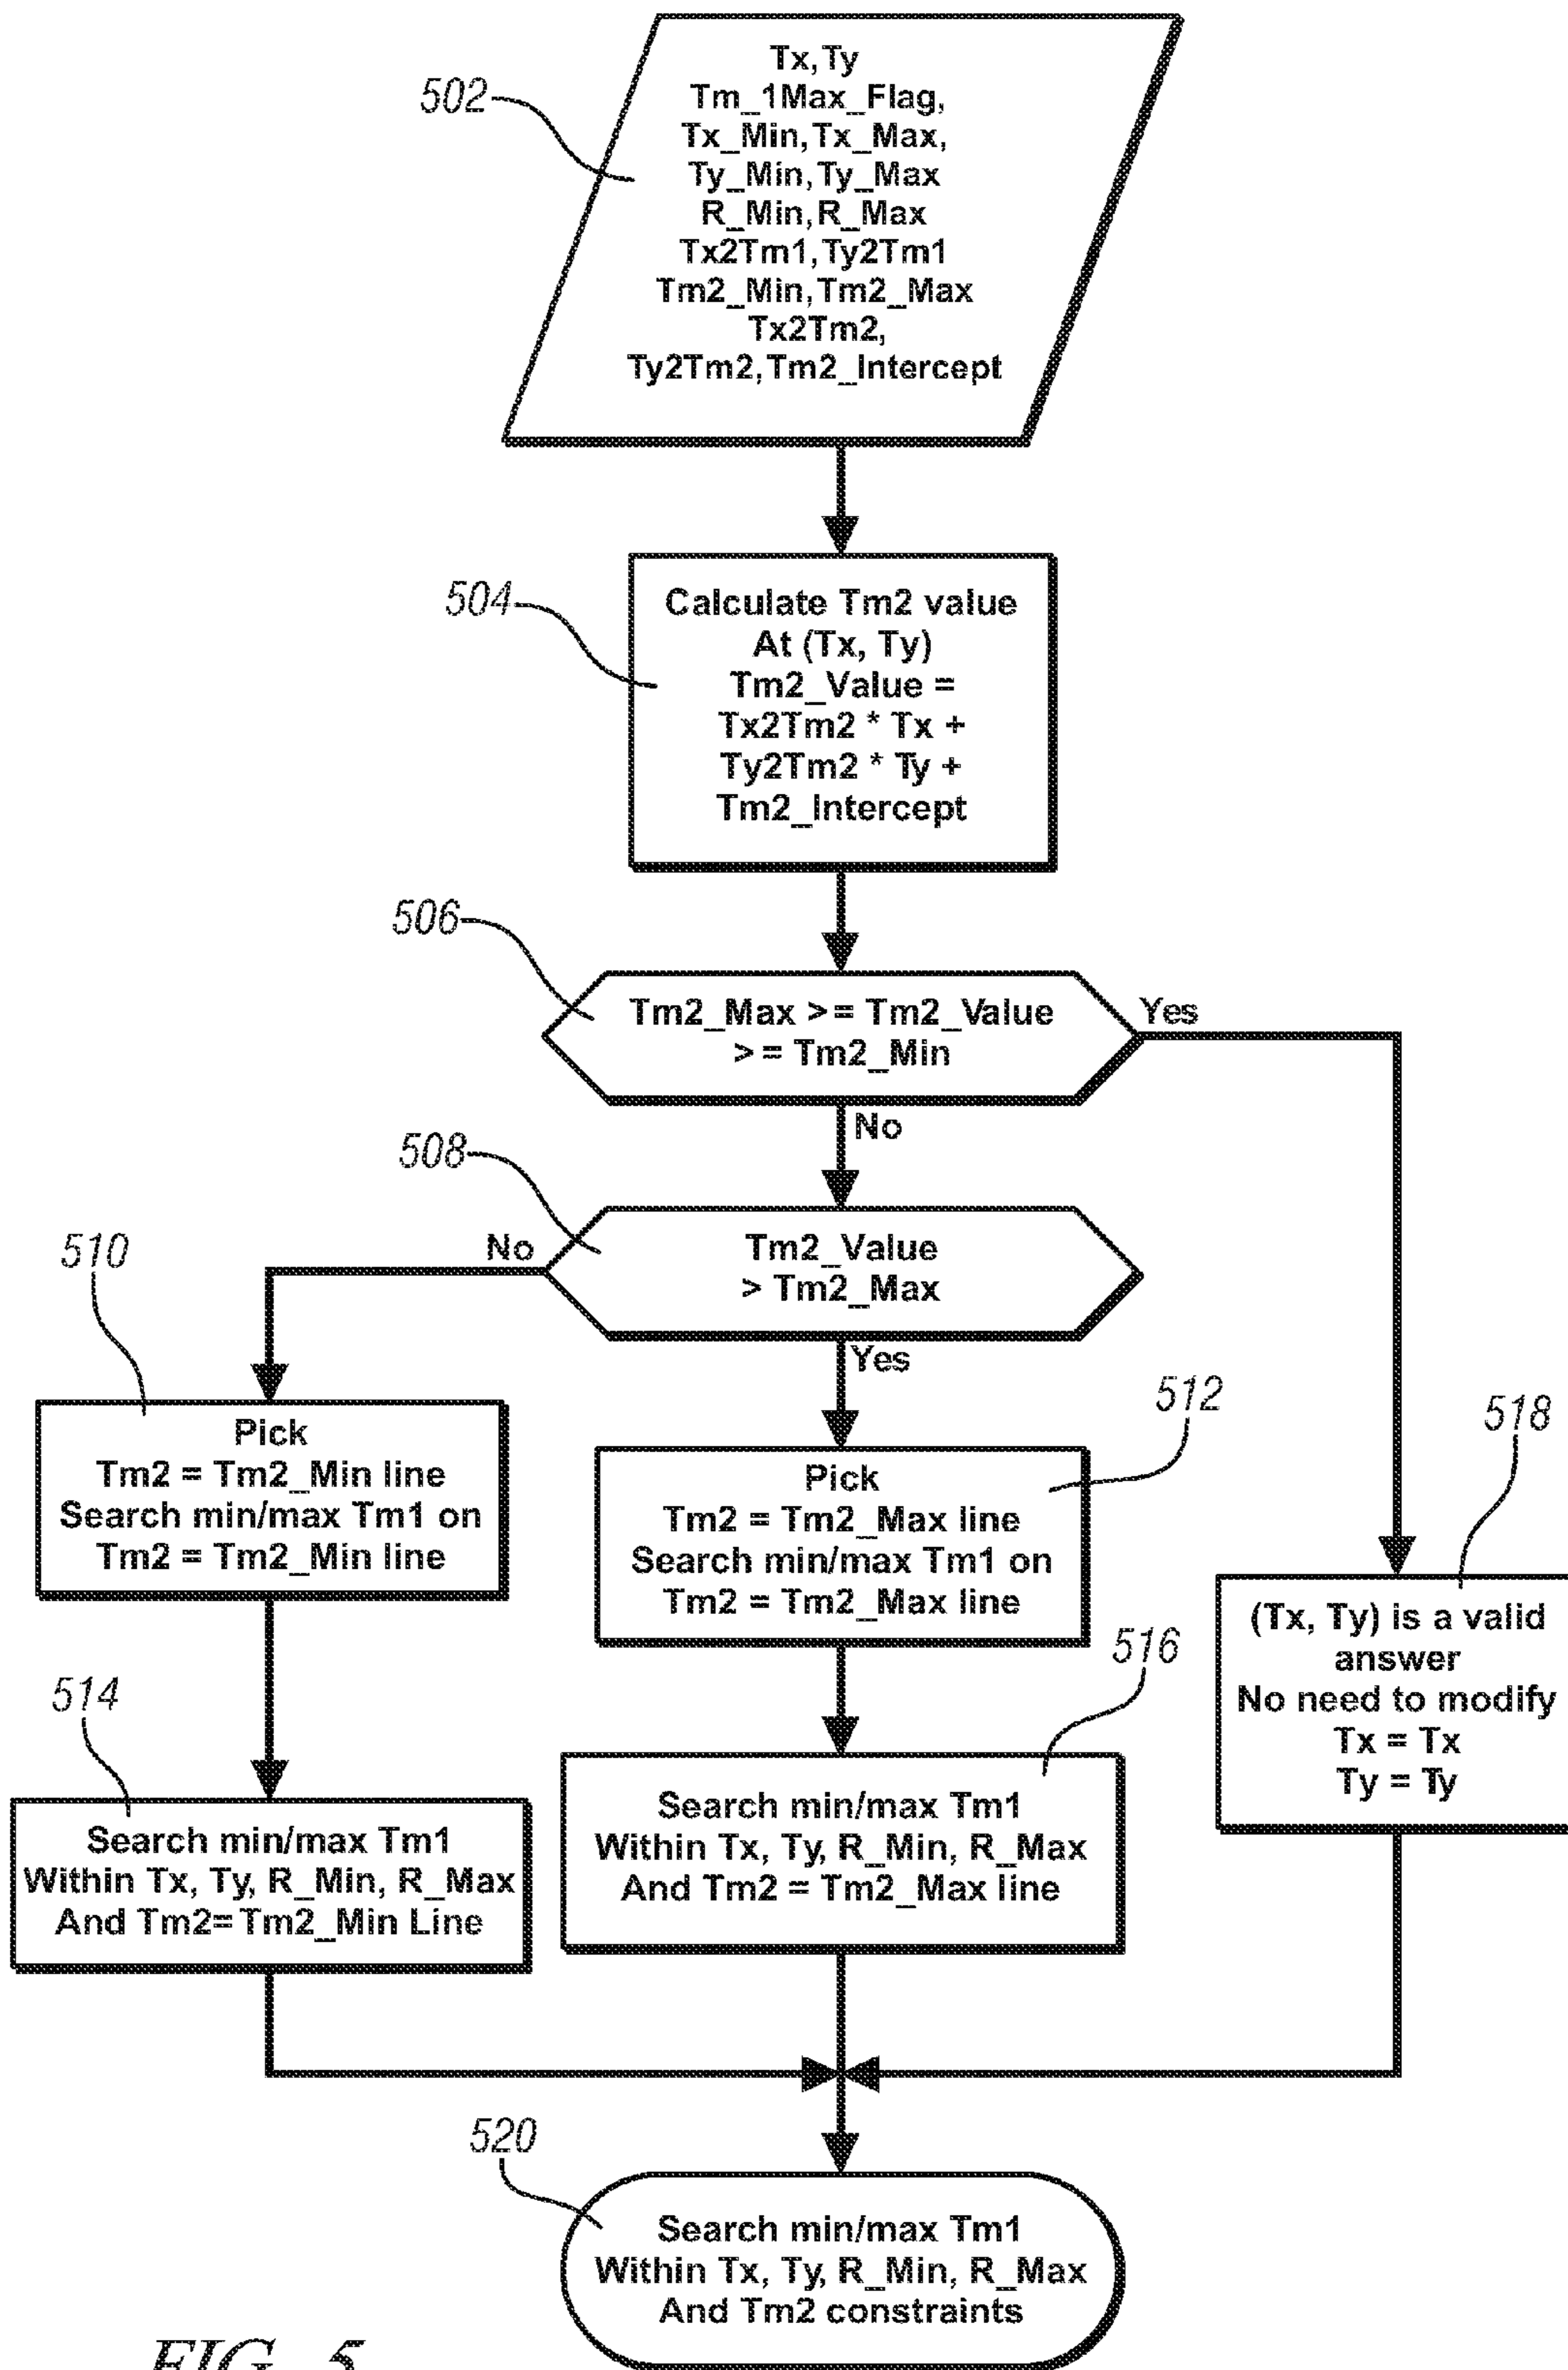 502
Tx, Ty
Tm_1Max_Flag,
Tx_Min, Tx_Max,
Ty_Min, Ty_Max
R_Min, R_Max
Tx2Tm1, Ty2Tm1
Tm2_Min, Tm2_Max
Tx2Tm2,
Ty2Tm2, Tm2_Intercept
504
Calculate Tm2 value
At (Tx, Ty)
Tm2_Value =
Tx2Tm2 * Tx +
Ty2Tm2 * Ty +
Tm2_Intercept
506
Tm2_Max >= Tm2_Value
>= Tm2_Min
Yes
No
508
Tm2_Value
> Tm2_Max
No
Yes
510
Pick
Tm2 = Tm2_Min line
Search min/max Tm1 on
Tm2 = Tm2_Min line
512
Pick
Tm2 = Tm2_Max line
Search min/max Tm1 on
Tm2 = Tm2_Max line
518
(Tx, Ty) is a valid
answer
No need to modify
Tx = Tx
Ty = Ty
514
Search min/max Tm1
Within Tx, Ty, R_Min, R_Max
And Tm2= Tm2_Min Line
516
Search min/max Tm1
Within Tx, Ty, R_Min, R_Max
And Tm2 = Tm2_Max line
520
Search min/max Tm1
Within Tx, Ty, R_Min, R_Max
And Tm2 constraints
FIG. 5